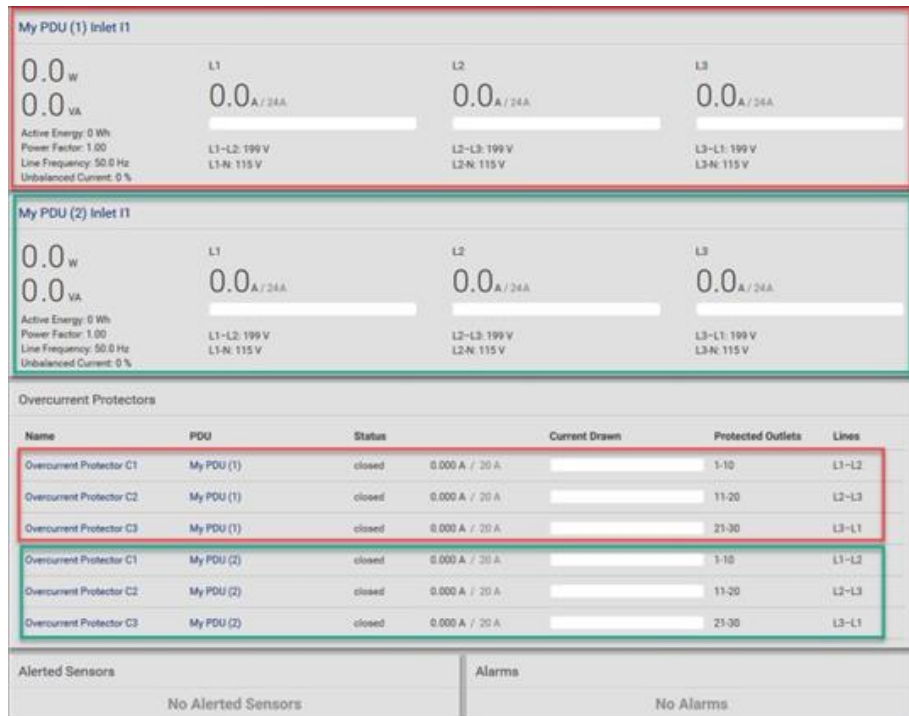 My PDU (1) Inlet I1
0.0 W
0.0 VA
Active Energy: 0 Wh
Power Factor: 1.00
Line Frequency: 50.0 Hz
Unbalanced Current: 0 %
L1
0.0 A / 24A
L1-L2: 199 V
L1-N: 115 V
L2
0.0 A / 24A
L2-L3: 199 V
L2-N: 115 V
L3
0.0 A / 24A
L3-L1: 199 V
L3-N: 115 V
My PDU (2) Inlet I1
0.0 W
0.0 VA
Active Energy: 0 Wh
Power Factor: 1.00
Line Frequency: 50.0 Hz
Unbalanced Current: 0 %
L1
0.0 A / 24A
L1-L2: 199 V
L1-N: 115 V
L2
0.0 A / 24A
L2-L3: 199 V
L2-N: 115 V
L3
0.0 A / 24A
L3-L1: 199 V
L3-N: 115 V
Overcurrent Protectors
Name PDU Status Current Drawn Protected Outlets Lines
Overcurrent Protector C1 My PDU (1) closed 0.000 A / 20 A 1-10 L1-L2
Overcurrent Protector C2 My PDU (1) closed 0.000 A / 20 A 11-20 L2-L3
Overcurrent Protector C3 My PDU (1) closed 0.000 A / 20 A 21-30 L3-L1
Overcurrent Protector C1 My PDU (2) closed 0.000 A / 20 A 1-10 L1-L2
Overcurrent Protector C2 My PDU (2) closed 0.000 A / 20 A 11-20 L2-L3
Overcurrent Protector C3 My PDU (2) closed 0.000 A / 20 A 21-30 L3-L1
Alerted Sensors
No Alerted Sensors
Alarms
No Alarms